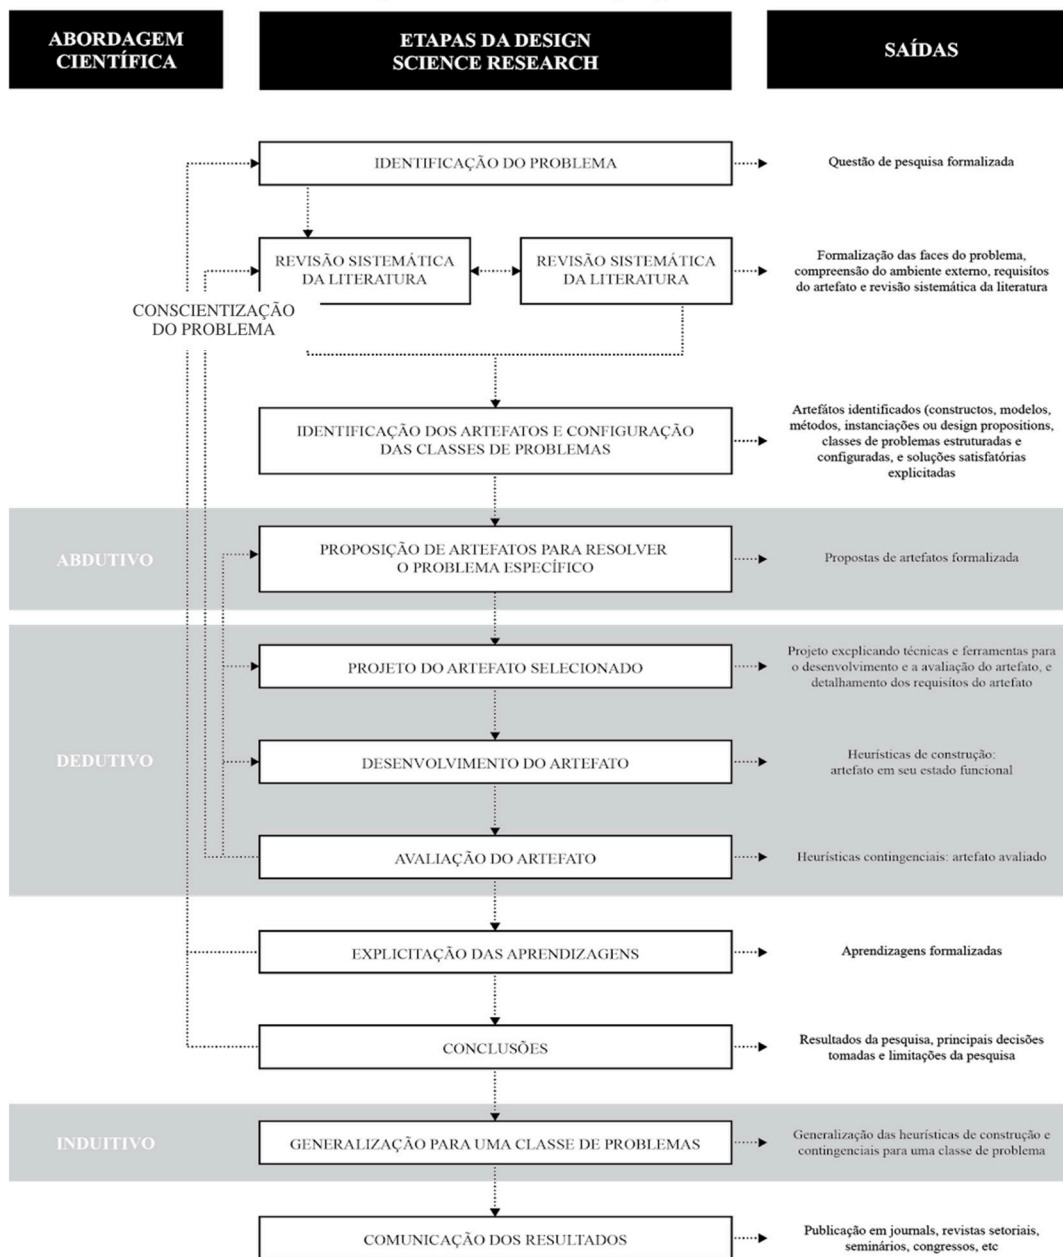 ABORDAGEM
CIENTÍFICA
ETAPAS DA DESIGN
SCIENCE RESEARCH
SAÍDAS
IDENTIFICAÇÃO DO PROBLEMA
Questão de pesquisa formalizada
REVISÃO SISTEMÁTICA
DA LITERATURA
REVISÃO SISTEMÁTICA
DA LITERATURA
Formalização das faces do problema,
compreensão do ambiente externo, requisítos
do artefato e revisão sistemática da literatura
CONSCIENTIZAÇÃO
DO PROBLEMA
IDENTIFICAÇÃO DOS ARTEFATOS E CONFIGURAÇÃO
DAS CLASSES DE PROBLEMAS
Artefátos identificados (constructos, modelos,
métodos, instanciações ou design propositions,
classes de problemas estruturadas e
configuradas, e soluções satisfatórias
explicitadas
ABDUTIVO
PROPOSIÇÃO DE ARTEFATOS PARA RESOLVER
O PROBLEMA ESPECÍFICO
Propostas de artefatos formalizada
DEDUTIVO
PROJETO DO ARTEFATO SELECIONADO
Projeto excplicando técnicas e ferramentas para
o desenvolvimento e a avaliação do artefato, e
detalhamento dos requisítos do artefato
DESENVOLVIMENTO DO ARTEFATO
Heurísticas de construção:
artefato em seu estado funcional
AVALIAÇÃO DO ARTEFATO
Heurísticas contingenciais: artefato avaliado
EXPLICITAÇÃO DAS APRENDIZAGENS
Aprendizagens formalizadas
CONCLUSÕES
Resultados da pesquisa, principais decisões
tomadas e limitações da pesquisa
INDUITIVO
GENERALIZAÇÃO PARA UMA CLASSE DE PROBLEMAS
Generalização das heurísticas de construção e
contingenciais para uma classe de problema
COMUNICAÇÃO DOS RESULTADOS
Publicação em journals, revistas setoriais,
seminários, congressos, etc